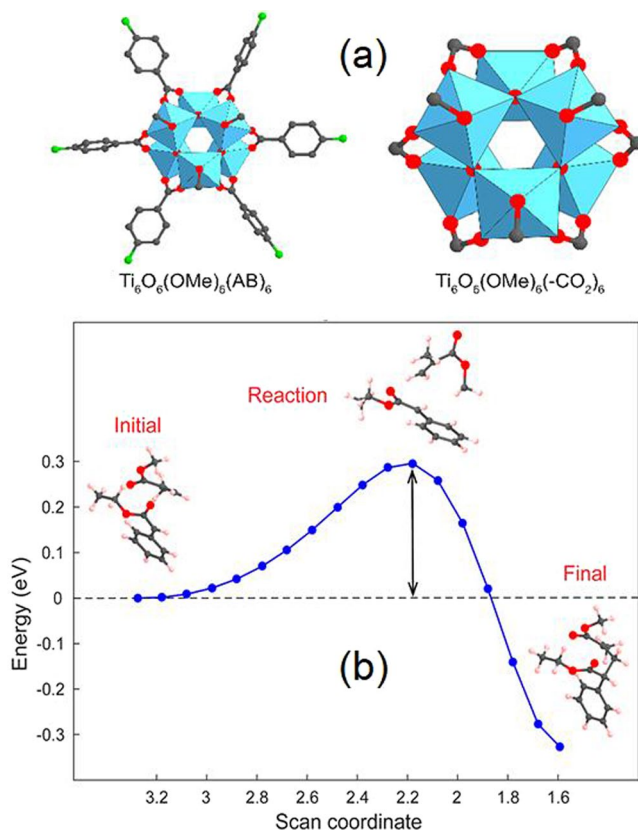 (a)
Ti₆O₆(OMe)₆(AB)₆
Ti₆O₅(OMe)₆(-CO₂)₆
Initial
Reaction
Final
(b)
Energy (eV)
0.3
0.2
0.1
0
-0.1
-0.2
-0.3
3.2 3 2.8 2.6 2.4 2.2 2 1.8 1.6
Scan coordinate